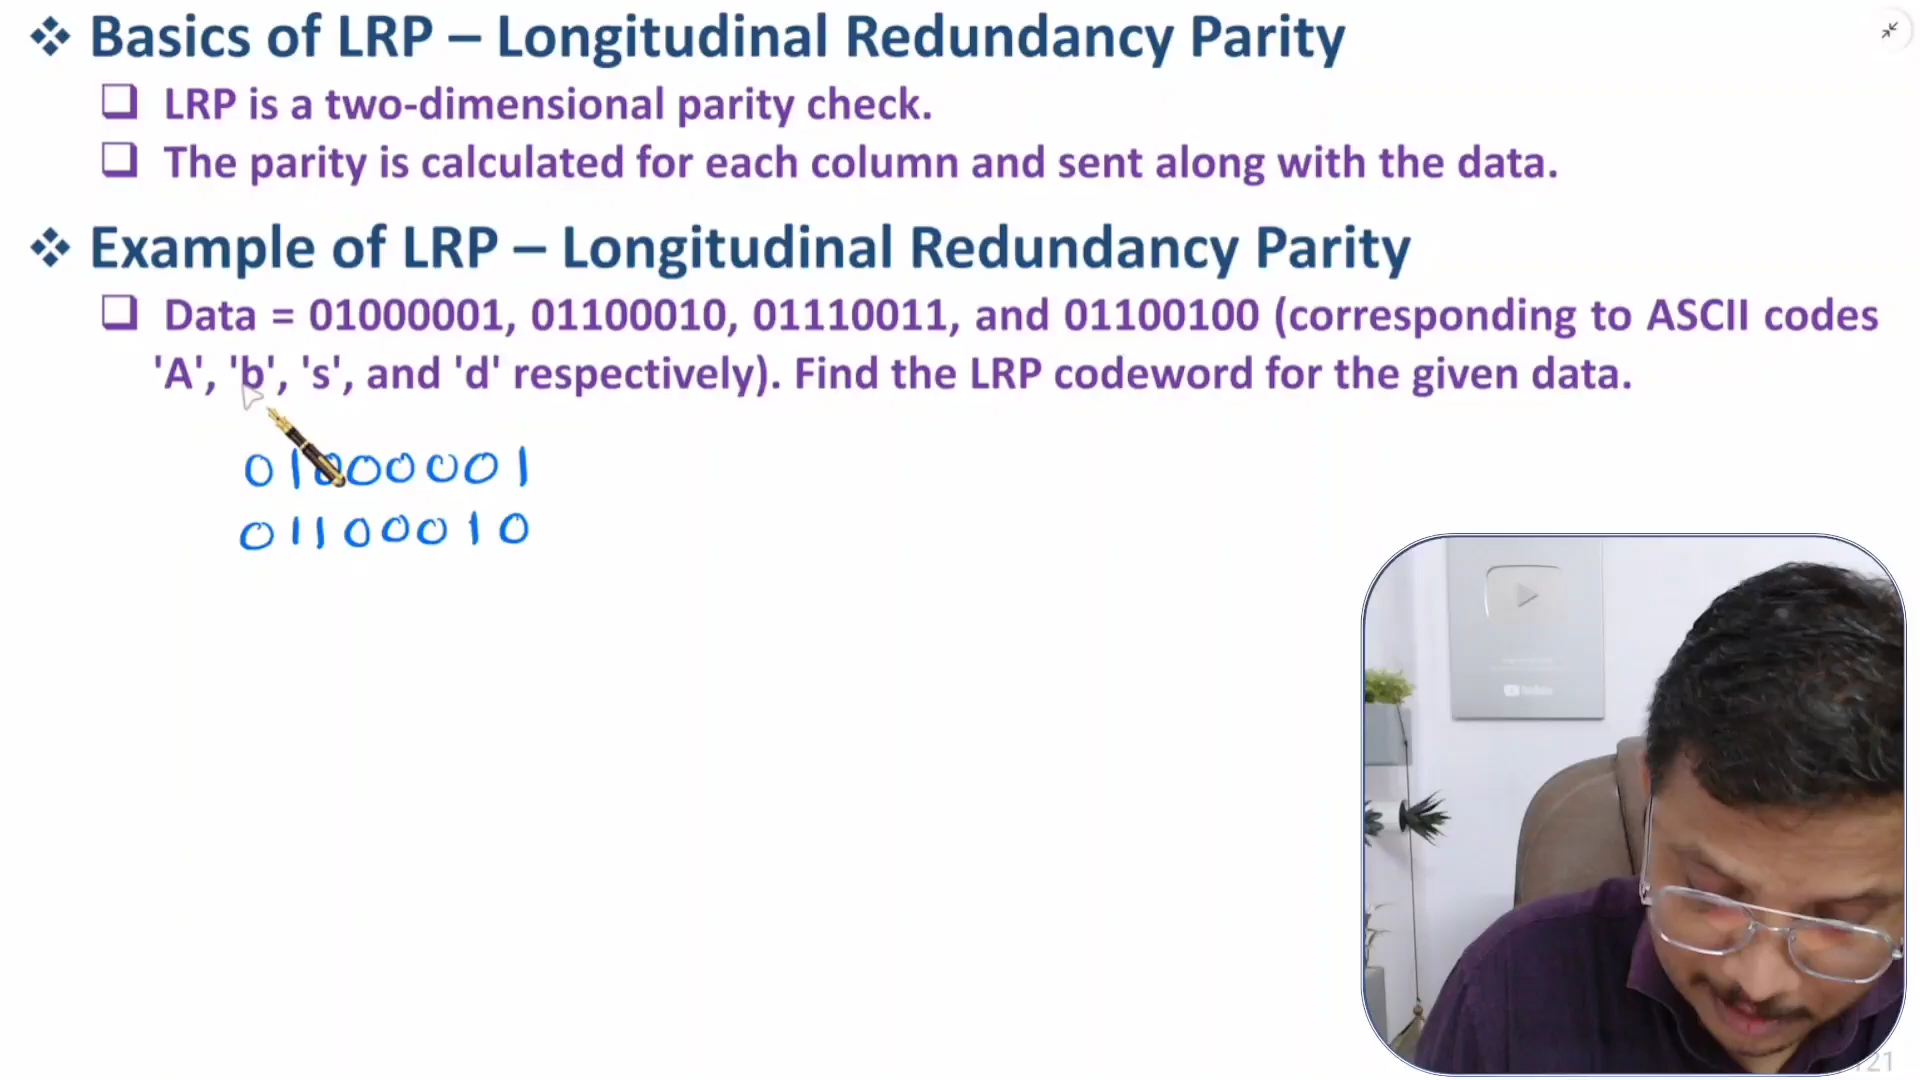 ❖ Basics of LRP – Longitudinal Redundancy Parity
❑ LRP is a two-dimensional parity check.
❑ The parity is calculated for each column and sent along with the data.
❖ Example of LRP – Longitudinal Redundancy Parity
❑ Data = 01000001, 01100010, 01110011, and 01100100 (corresponding to ASCII codes
'A', 'b', 's', and 'd' respectively). Find the LRP codeword for the given data.
01000001
01100010
YouTube